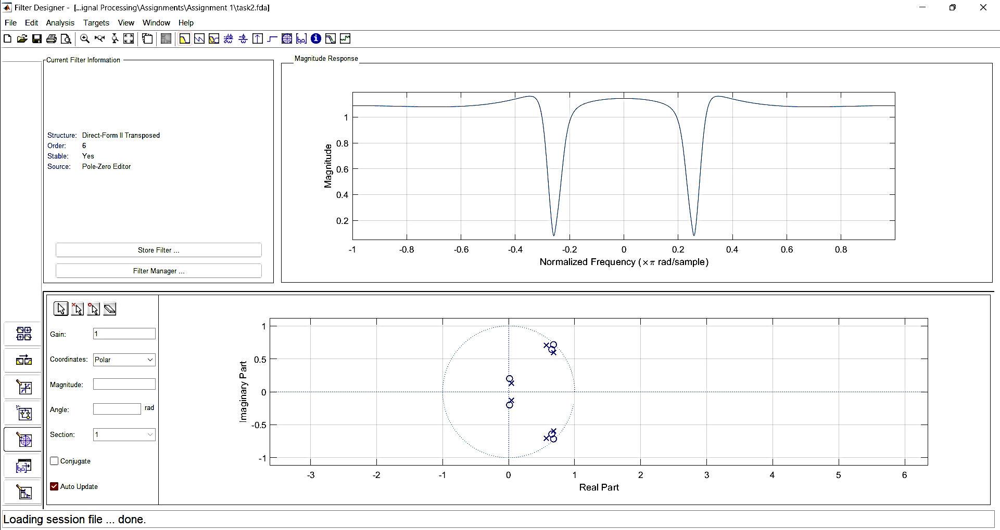 Filter Designer - [...ignal Processing\Assignments\Assignment 1\task2.fda]
File Edit Analysis Targets View Window Help
Current Filter Information
Structure: Direct-Form II Transposed
Order: 6
Stable: Yes
Source: Pole-Zero Editor
Store Filter ...
Filter Manager ...
Magnitude Response
Magnitude
1
0.8
0.6
0.4
0.2
-1 -0.8 -0.6 -0.4 -0.2 0 0.2 0.4 0.6 0.8
Normalized Frequency (×π rad/sample)
Gain: 1
Coordinates: Polar
Magnitude:
Angle: rad
Section: 1
Conjugate
Auto Update
Imaginary Part
1
0.5
0
-0.5
-1
-3 -2 -1 0 1 2 3 4 5 6
Real Part
Loading session file ... done.